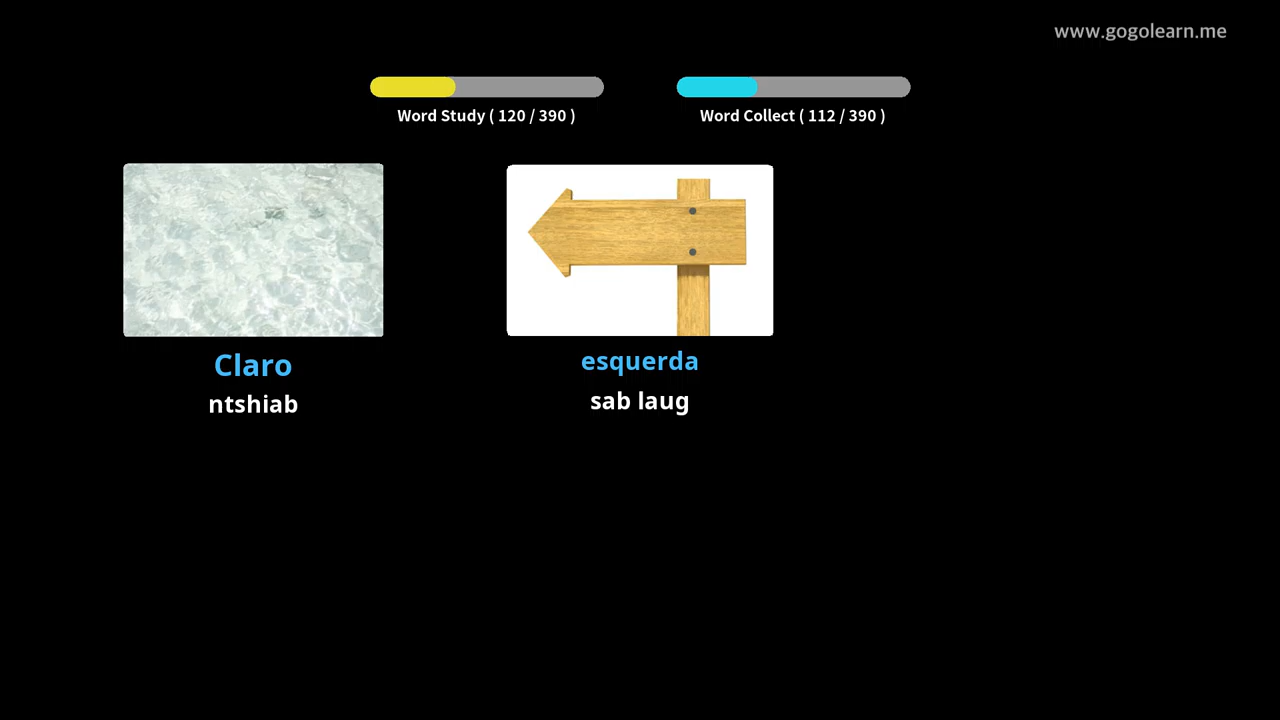 www.gogolearn.me
Word Study ( 120 / 390 )
Word Collect ( 112 / 390 )
Claro
ntshiab
esquerda
sab laug